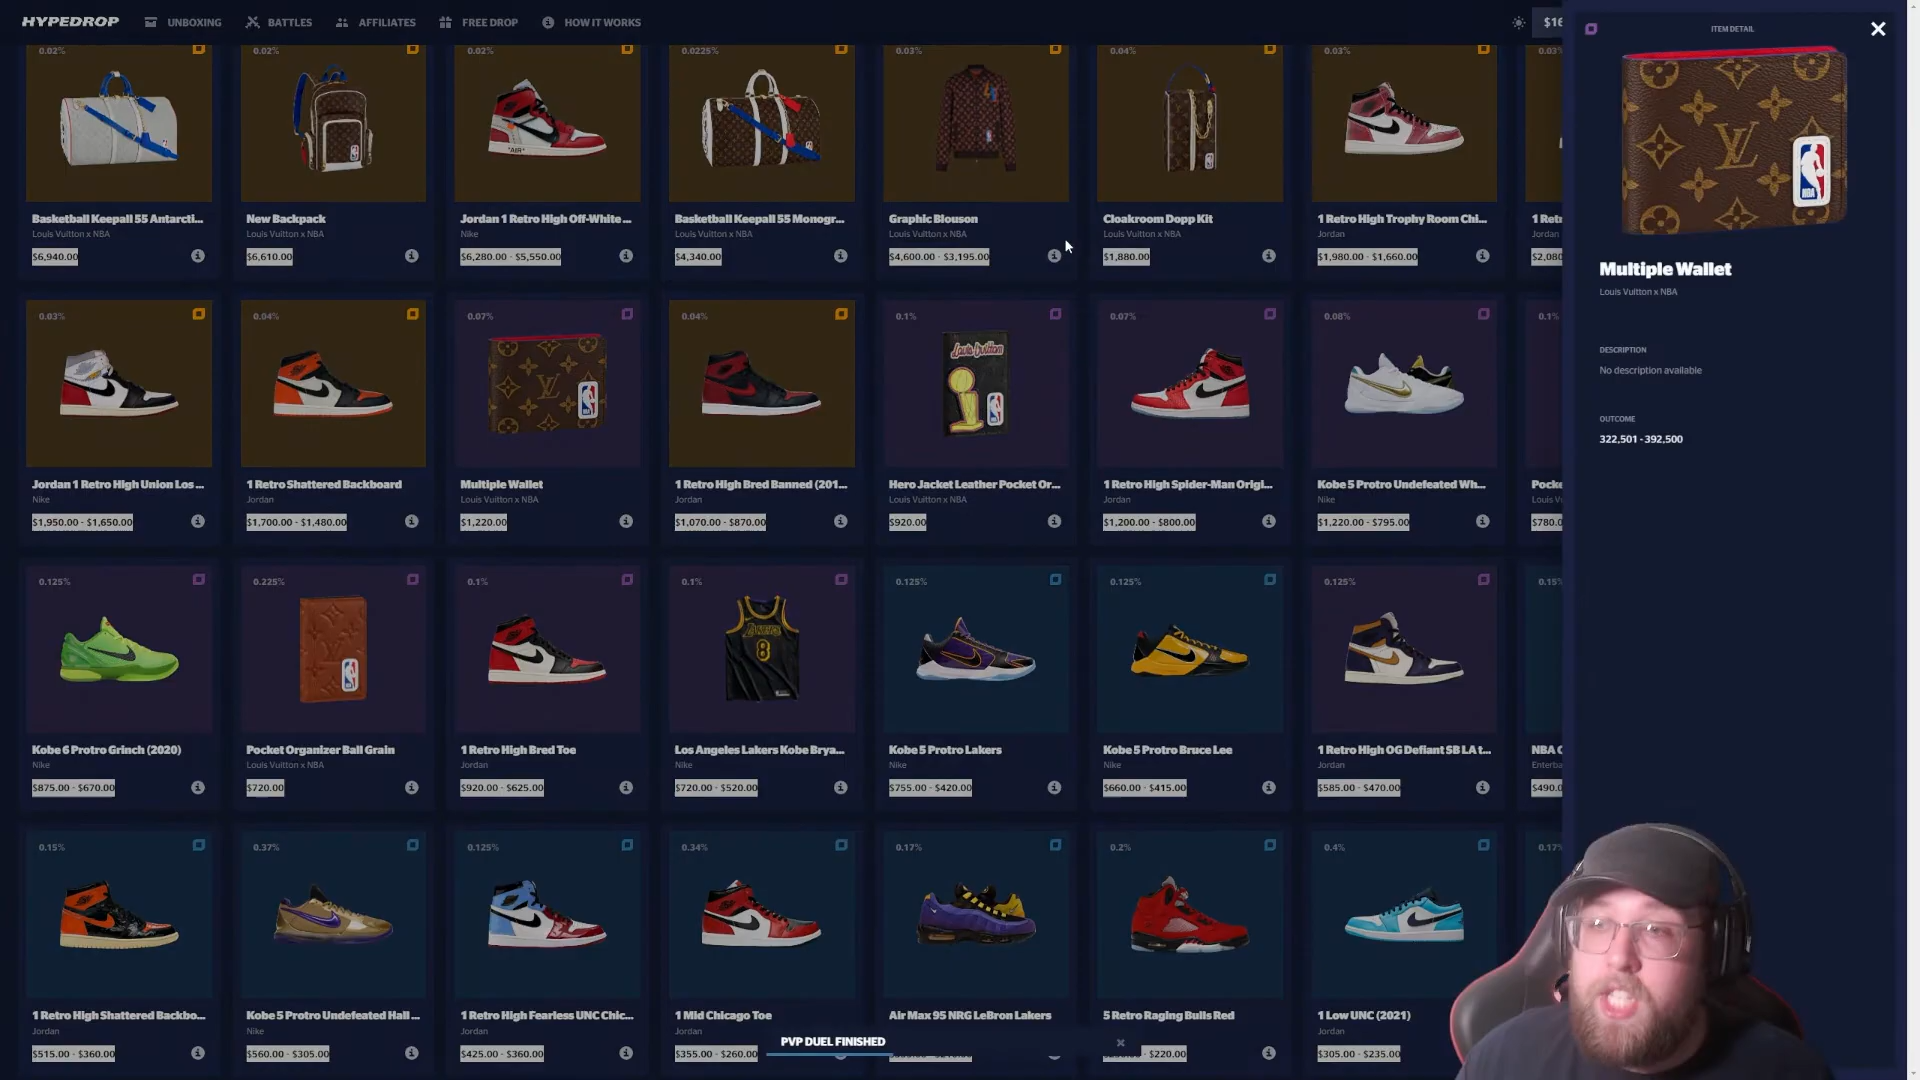 HYPEDROP
UNBOXING
BATTLES
AFFILIATES
FREE DROP
HOW IT WORKS
0.02%
0.02%
0.02%
0.0225%
0.03%
0.04%
0.03%
Basketball Keepall 55 Antarcti...
Louis Vuitton x NBA
$6,940.00
New Backpack
Louis Vuitton x NBA
$6,610.00
Jordan 1 Retro High Off-White ...
Nike
$6,280.00 - $5,550.00
Basketball Keepall 55 Monogr...
Louis Vuitton x NBA
$4,340.00
Graphic Blouson
Louis Vuitton x NBA
$4,600.00 - $3,195.00
Cloakroom Dopp Kit
Louis Vuitton x NBA
$1,880.00
1 Retro High Trophy Room Chi...
Jordan
$1,980.00 - $1,660.00
0.03%
Jordan 1 Retro High Union Los ...
Nike
$1,950.00 - $1,650.00
0.04%
1 Retro Shattered Backboard
Jordan
$1,700.00 - $1,480.00
0.07%
Multiple Wallet
Louis Vuitton x NBA
$1,220.00
0.04%
1 Retro High Bred Banned (201...
Jordan
$1,070.00 - $870.00
0.1%
Louis Vuitton
Hero Jacket Leather Pocket Or...
Louis Vuitton x NBA
$920.00
0.07%
1 Retro High Spider-Man Origi...
Jordan
$1,200.00 - $800.00
0.08%
Kobe 5 Protro Undefeated Wh...
Nike
$1,220.00 - $795.00
0.1%
0.125%
Kobe 6 Protro Grinch (2020)
Nike
$875.00 - $670.00
0.225%
Pocket Organizer Ball Grain
Louis Vuitton x NBA
$720.00
0.1%
1 Retro High Bred Toe
Jordan
$920.00 - $625.00
0.1%
8
Los Angeles Lakers Kobe Brya...
Nike
$720.00 - $520.00
0.125%
Kobe 5 Protro Lakers
Nike
$755.00 - $420.00
0.125%
Kobe 5 Protro Bruce Lee
Nike
$660.00 - $415.00
0.125%
1 Retro High OG Defiant SB LA t...
Jordan
$585.00 - $470.00
0.15%
1 Retro High Shattered Backbo...
Jordan
$515.00 - $360.00
0.37%
Kobe 5 Protro Undefeated Hall ...
Nike
$560.00 - $305.00
0.125%
1 Retro High Fearless UNC Chic...
Jordan
$425.00 - $360.00
0.34%
1 Mid Chicago Toe
Jordan
$355.00 - $260.00
0.17%
Air Max 95 NRG LeBron Lakers
0.2%
5 Retro Raging Bulls Red
$220.00
0.4%
1 Low UNC (2021)
Jordan
$305.00 - $235.00
PVP DUEL FINISHED
ITEM DETAIL
LV
NBA
Multiple Wallet
Louis Vuitton x NBA
DESCRIPTION
No description available
OUTCOME
322,501 - 392,500